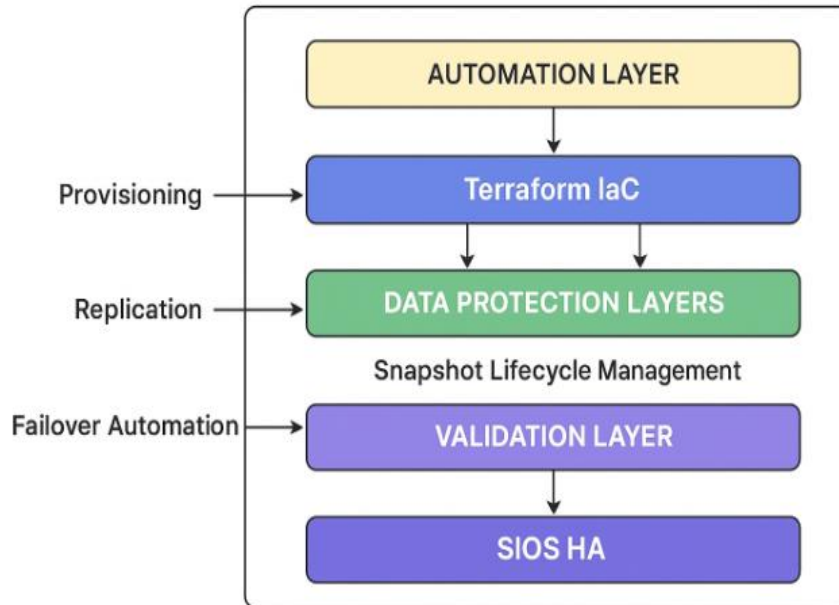 AUTOMATION LAYER
Provisioning
Terraform IaC
Replication
DATA PROTECTION LAYERS
Snapshot Lifecycle Management
Failover Automation
VALIDATION LAYER
SIOS HA